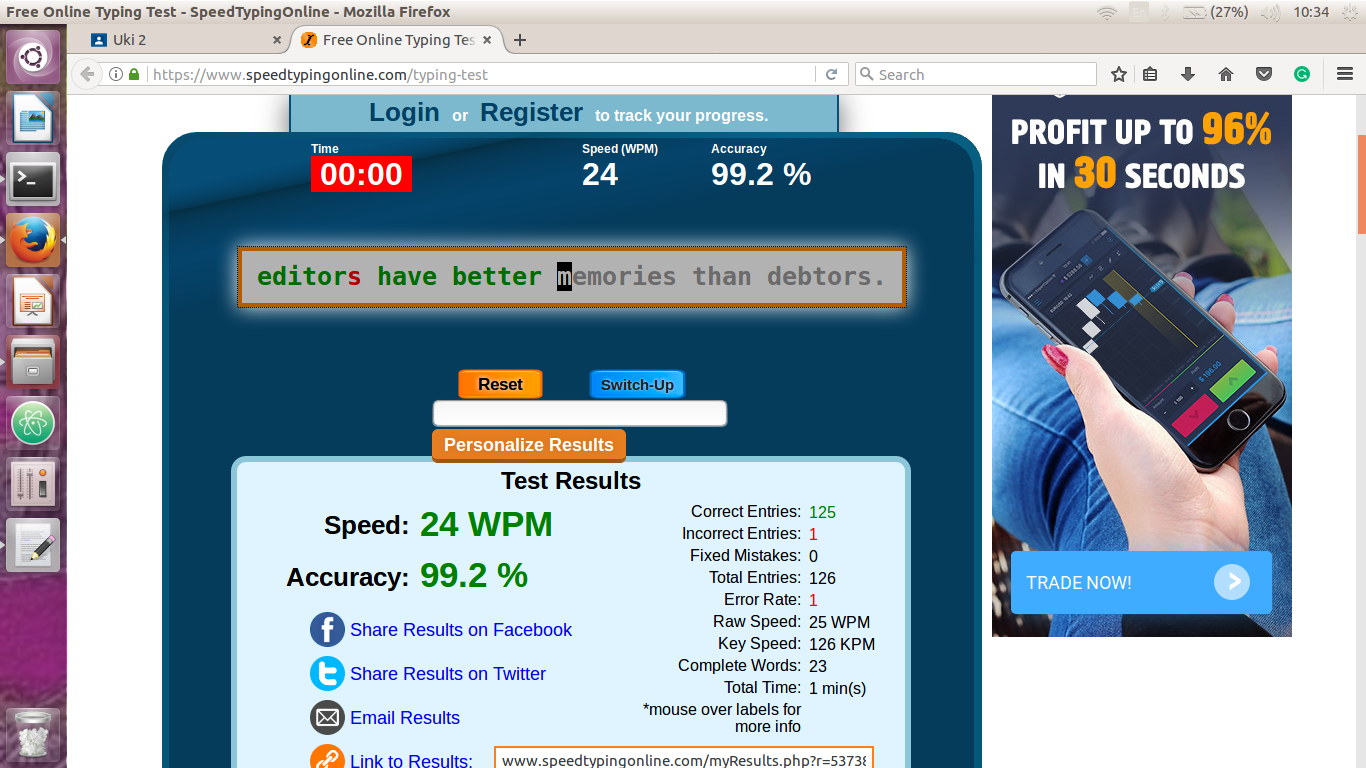 Free Online Typing Test - SpeedTypingOnline - Mozilla Firefox
(27%)
10:34
Uki 2
Free Online Typing Tes
https://www.speedtypingonline.com/typing-test
Search
Login or Register to track your progress.
Time
00:00
Speed (WPM)
24
Accuracy
99.2 %
editors have better memories than debtors.
Reset
Switch-Up
Personalize Results
Test Results
Speed: 24 WPM
Accuracy: 99.2 %
Share Results on Facebook
Share Results on Twitter
Email Results
Link to Results:
Correct Entries: 125
Incorrect Entries: 1
Fixed Mistakes: 0
Total Entries: 126
Error Rate: 1
Raw Speed: 25 WPM
Key Speed: 126 KPM
Complete Words: 23
Total Time: 1 min(s)
*mouse over labels for
more info
www.speedtypingonline.com/myResults.php?r=5373
PROFIT UP TO 96%
IN 30 SECONDS
TRADE NOW!